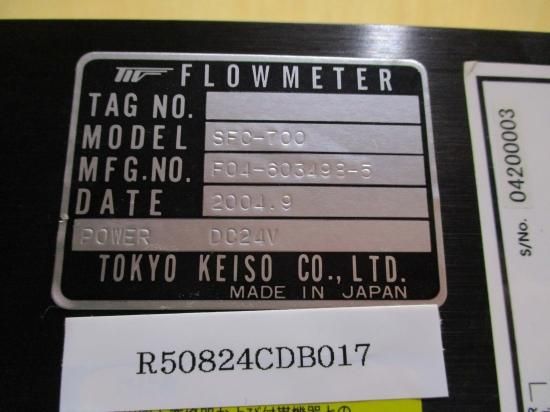 FLOWMETER
TAG NO.
MODEL SFC-700
MFG.NO. F04-603498-5
DATE 2004.9
POWER DC24V
TOKYO KEISO CO., LTD.
MADE IN JAPAN
R50824CDB017
S/No. 04200003